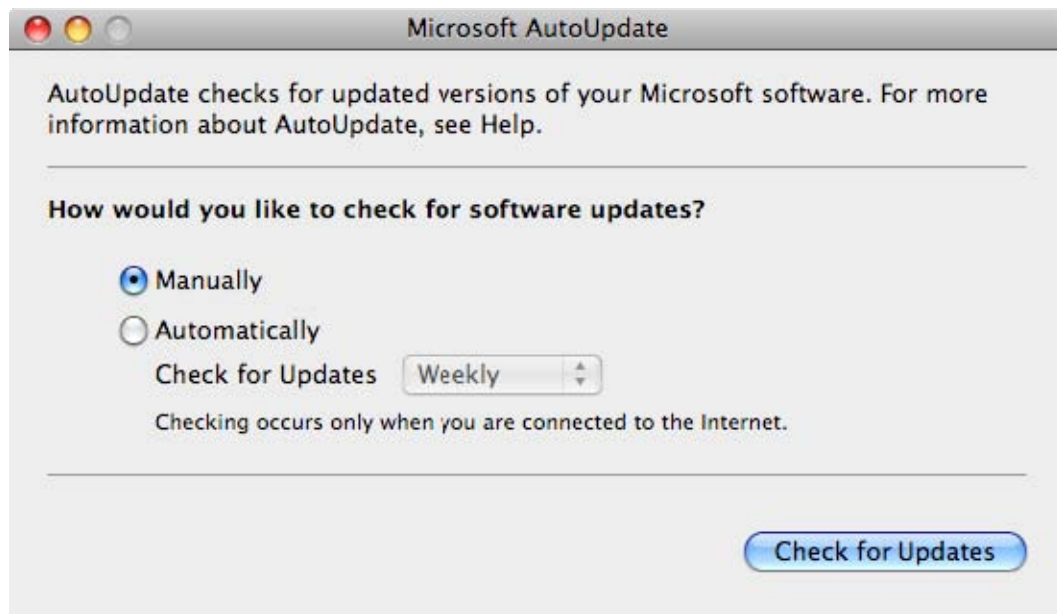 Microsoft AutoUpdate
AutoUpdate checks for updated versions of your Microsoft software. For more
information about AutoUpdate, see Help.
How would you like to check for software updates?
Manually
Automatically
Check for Updates Weekly
Checking occurs only when you are connected to the Internet.
Check for Updates